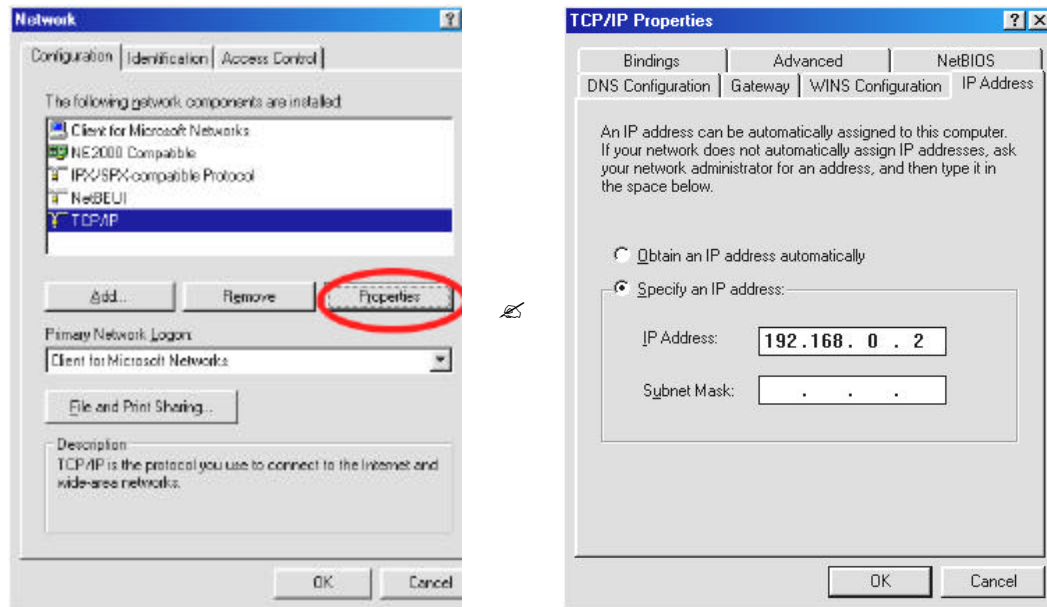 Network
?
Configuration Identification Access Control
The following network components are installed:
Client for Microsoft Networks
NE2000 Compatible
IPX/SPX-compatible Protocol
NetBEUI
TCP/IP
Add... Remove Properties
Primary Network Logon:
Client for Microsoft Networks
File and Print Sharing...
Description
TCP/IP is the protocol you use to connect to the Internet and
wide-area networks.
OK Cancel
TCP/IP Properties
? ×
Bindings Advanced NetBIOS
DNS Configuration Gateway WINS Configuration IP Address
An IP address can be automatically assigned to this computer.
If your network does not automatically assign IP addresses, ask
your network administrator for an address, and then type it in
the space below.
Obtain an IP address automatically
Specify an IP address:
IP Address: 192.168. 0 . 2
Subnet Mask: . . .
OK Cancel